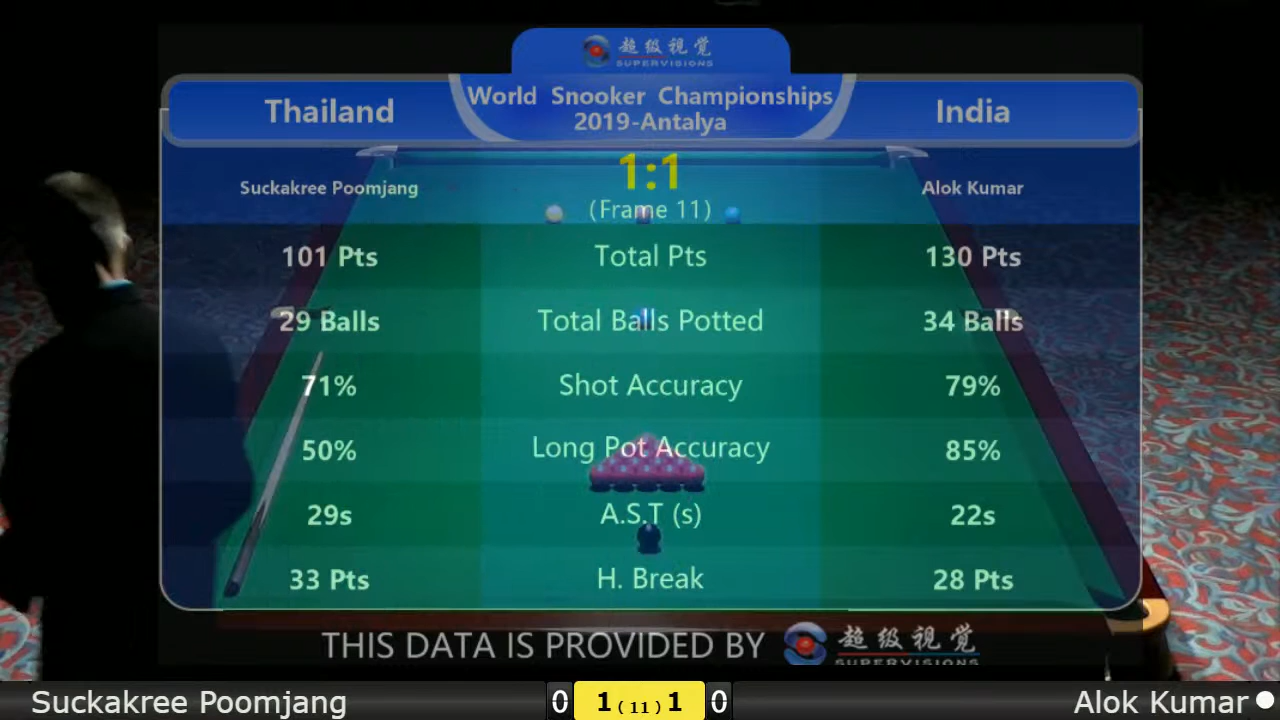 超级视觉
SUPERVISIONS
Thailand
World Snooker Championships
2019-Antalya
India
Suckakree Poomjang
1:1
Alok Kumar
(Frame 11)
101 Pts Total Pts 130 Pts
29 Balls Total Balls Potted 34 Balls
71% Shot Accuracy 79%
50% Long Pot Accuracy 85%
29s A.S.T (s) 22s
33 Pts H. Break 28 Pts
THIS DATA IS PROVIDED BY 超级视觉
SUPERVISIONS
Suckakree Poomjang 0 1 (11) 1 0 Alok Kumar